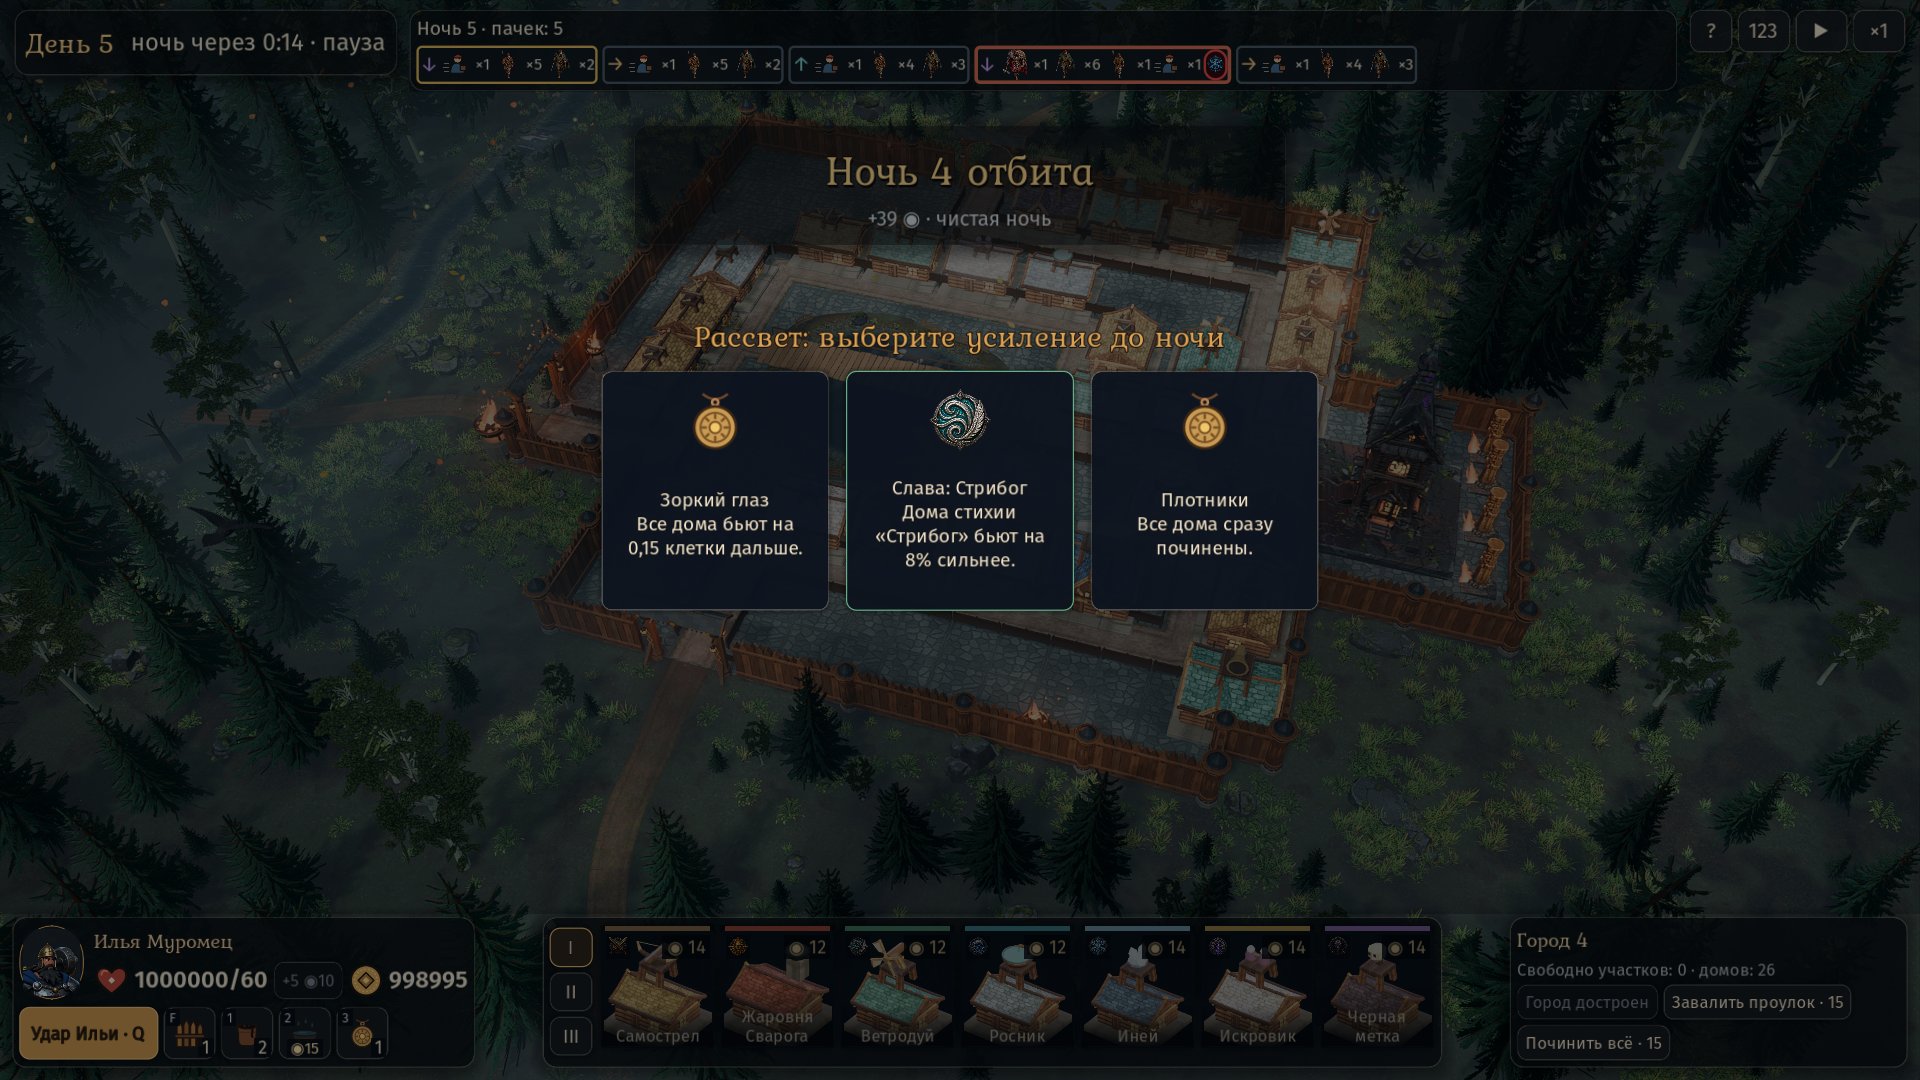 День 5 ночь через 0:14 · пауза
Ночь 5 · пачек: 5
×1 ×5 ×2
×1 ×5 ×2
×1 ×4 ×3
×1 ×6 ×1 ×1
×1 ×4 ×3
? 123 ×1
Ночь 4 отбита
+39 · чистая ночь
Рассвет: выберите усиление до ночи
Зоркий глаз
Все дома бьют на
0,15 клетки дальше.
Слава: Стрибог
Дома стихии
«Стрибог» бьют на
8% сильнее.
Плотники
Все дома сразу
починены.
Илья Муромец
1000000/60 +5 10 998995
Удар Ильи · Q
F 1
1 2
2 15
3 1
I
II
III
14
Самострел
12
Жаровня
Сварога
12
Ветродуй
12
Росник
14
Иней
14
Искровик
14
Черная
метка
Город 4
Свободно участков: 0 · домов: 26
Город достроен
Завалить проулок · 15
Починить всё · 15